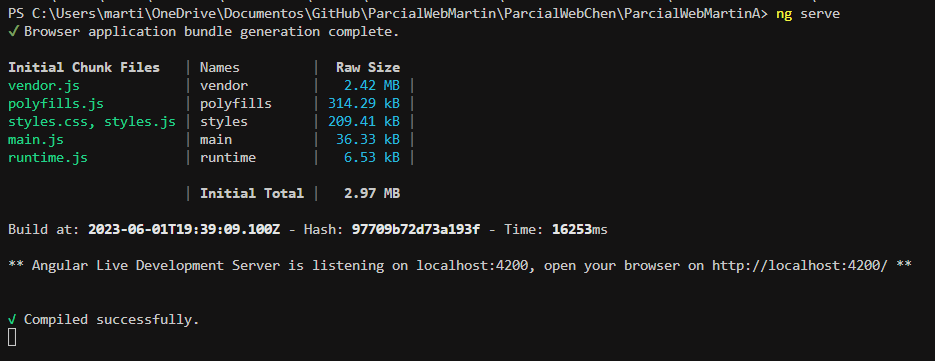 PS C:\Users\marti\OneDrive\Documentos\GitHub\ParcialWebMartin\ParcialWebChen\ParcialWebMartinA> ng serve
✓ Browser application bundle generation complete.
Initial Chunk Files | Names | Raw Size
vendor.js | vendor | 2.42 MB |
polyfills.js | polyfills | 314.29 kB |
styles.css, styles.js | styles | 209.41 kB |
main.js | main | 36.33 kB |
runtime.js | runtime | 6.53 kB |
| Initial Total | 2.97 MB
Build at: 2023-06-01T19:39:09.100Z - Hash: 97709b72d73a193f - Time: 16253ms
** Angular Live Development Server is listening on localhost:4200, open your browser on http://localhost:4200/ **
√ Compiled successfully.